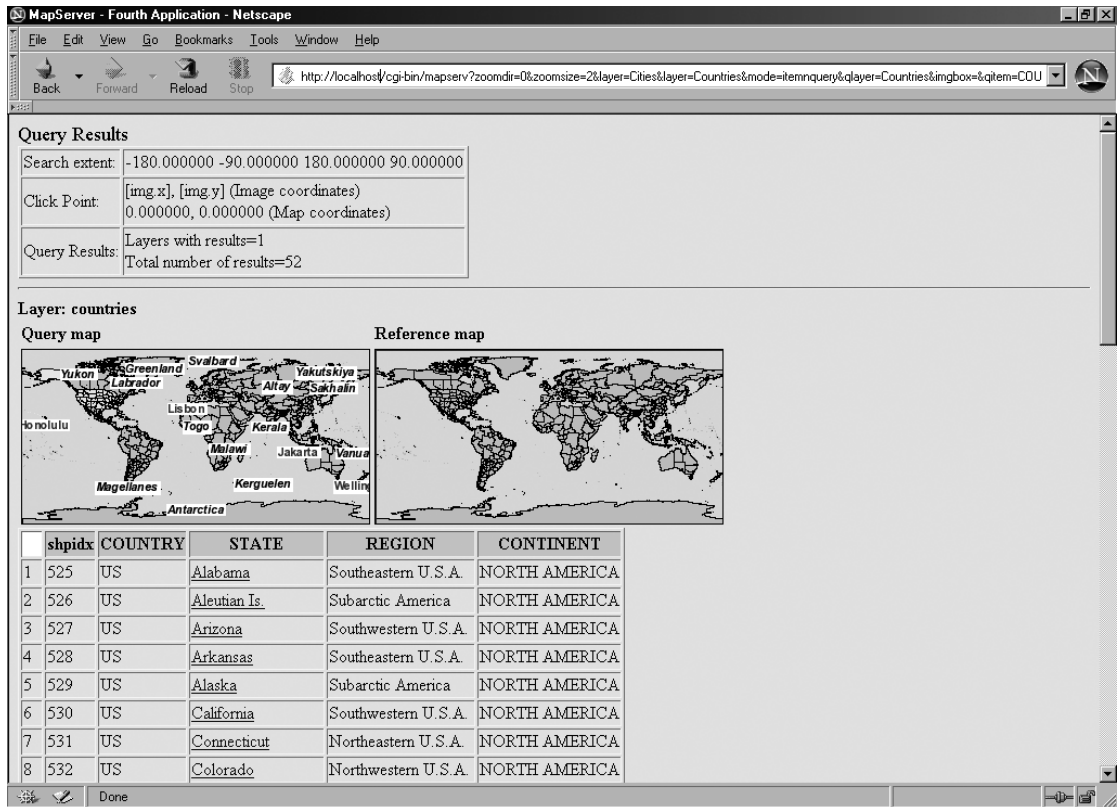 MapServer - Fourth Application - Netscape
File Edit View Go Bookmarks Tools Window Help
Back Forward Reload Stop http://localhost/cgi-bin/mapserv?zoomdir=0&zoomsize=2&layer=Cities&layer=Countries&mode=itemnquery&qlayer=Countries&imgbox=&qitem=COU N
Query Results
Search extent: -180.000000 -90.000000 180.000000 90.000000
Click Point: [img.x], [img.y] (Image coordinates)
0.000000, 0.000000 (Map coordinates)
Query Results: Layers with results=1
Total number of results=52
Layer: countries
Query map Reference map
Svalbard
Yukon Greenland Yakutskiya
Labrador Altay Sakhalin
Lisbon
Honolulu Togo Kerala
Malawi Jakarta Vanua
Magellanes Kerguelen Welling
Antarctica
shpidx COUNTRY STATE REGION CONTINENT
1 525 US Alabama Southeastern U.S.A. NORTH AMERICA
2 526 US Aleutian Is. Subarctic America NORTH AMERICA
3 527 US Arizona Southwestern U.S.A. NORTH AMERICA
4 528 US Arkansas Southeastern U.S.A. NORTH AMERICA
5 529 US Alaska Subarctic America NORTH AMERICA
6 530 US California Southwestern U.S.A. NORTH AMERICA
7 531 US Connecticut Northeastern U.S.A. NORTH AMERICA
8 532 US Colorado Northwestern U.S.A. NORTH AMERICA
Done